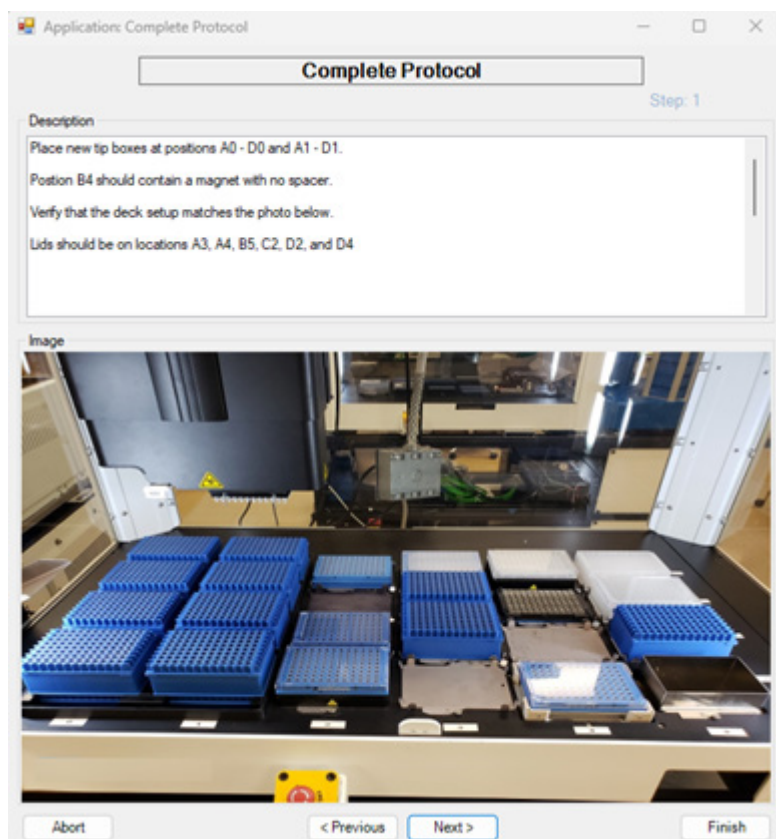 Application: Complete Protocol
Complete Protocol
Step: 1
Description
Place new tip boxes at positions A0 - D0 and A1 - D1.
Postion B4 should contain a magnet with no spacer.
Verify that the deck setup matches the photo below.
Lids should be on locations A3, A4, B5, C2, D2, and D4
Image
Abort
< Previous
Next >
Finish